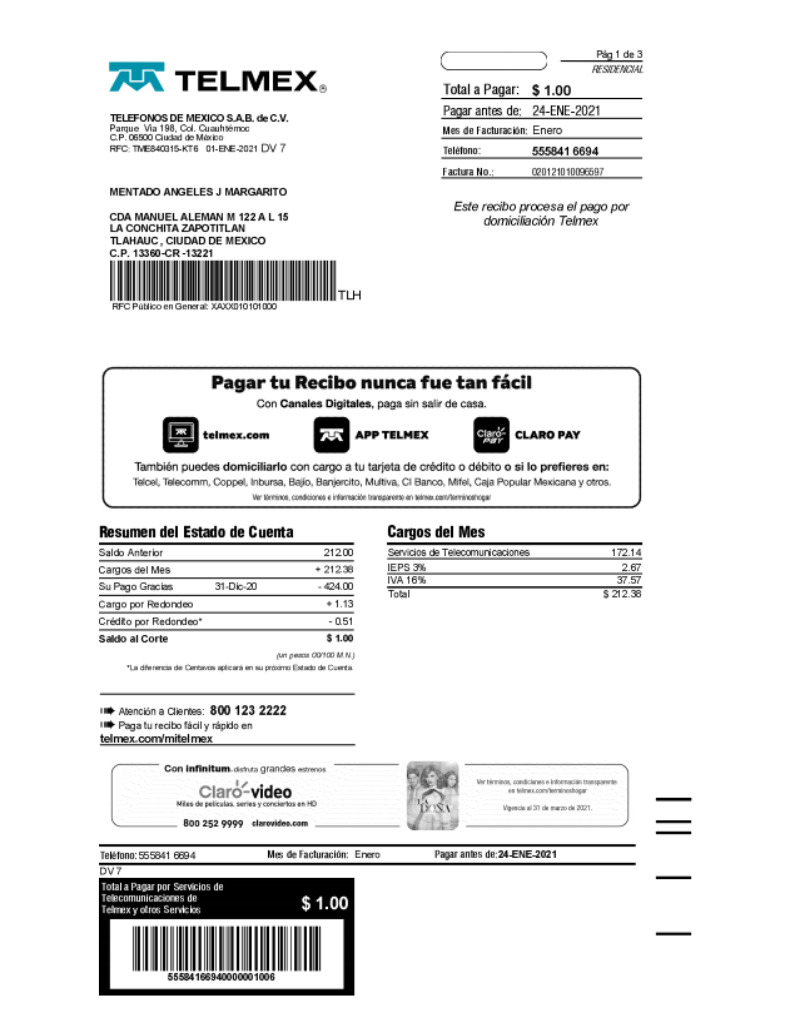 Pág 1 de 3
RESIDENCIAL
TELMEX®
Total a Pagar: $ 1.00
Pagar antes de: 24-ENE-2021
Mes de Facturación: Enero
Teléfono: 555841 6694
Factura No.: 020121010096597
TELEFONOS DE MEXICO S.A.B. de C.V.
Parque Via 198, Col. Cuauhtémoc
C.P. 06500 Ciudad de México
RFC: TME840315-KT6 01-ENE-2021 DV 7
MENTADO ANGELES J MARGARITO
Este recibo procesa el pago por
domiciliación Telmex
CDA MANUEL ALEMAN M 122 A L 15
LA CONCHITA ZAPOTITLAN
TLAHAUC , CIUDAD DE MEXICO
C.P. 13360-CR -13221
TLH
RFC Público en General: XAXX010101000
Pagar tu Recibo nunca fue tan fácil
Con Canales Digitales, paga sin salir de casa.
telmex.com APP TELMEX Claro Pay CLARO PAY
También puedes domiciliarlo con cargo a tu tarjeta de crédito o débito o si lo prefieres en:
Telcel, Telecomm, Coppel, Inbursa, Bajío, Banjercito, Multiva, CI Banco, Mifel, Caja Popular Mexicana y otros.
Ver términos, condiciones e información transparente en telmex.com/terminoshogar
Resumen del Estado de Cuenta
Saldo Anterior 212.00
Cargos del Mes + 212.38
Su Pago Gracias 31-Dic-20 - 424.00
Cargo por Redondeo + 1.13
Crédito por Redondeo* - 0.51
Saldo al Corte $ 1.00
(un pesos 00/100 M.N.)
*La diferencia de Centavos aplicará en su próximo Estado de Cuenta.
Cargos del Mes
Servicios de Telecomunicaciones 172.14
IEPS 3% 2.67
IVA 16% 37.57
Total $ 212.38
Atención a Clientes: 800 123 2222
Paga tu recibo fácil y rápido en
telmex.com/mitelmex
Con infinitum disfruta grandes estrenos
Claro-video
Miles de películas, series y conciertos en HD
800 252 9999 clarovideo.com
LA DOÑA
Ver términos, condiciones e información transparente
en telmex.com/terminoshogar
Vigencia al 31 de marzo de 2021.
Teléfono: 555841 6694 Mes de Facturación: Enero Pagar antes de: 24-ENE-2021
DV 7
Total a Pagar por Servicios de
Telecomunicaciones de
Telmex y otros Servicios
$ 1.00
55584166940000001006